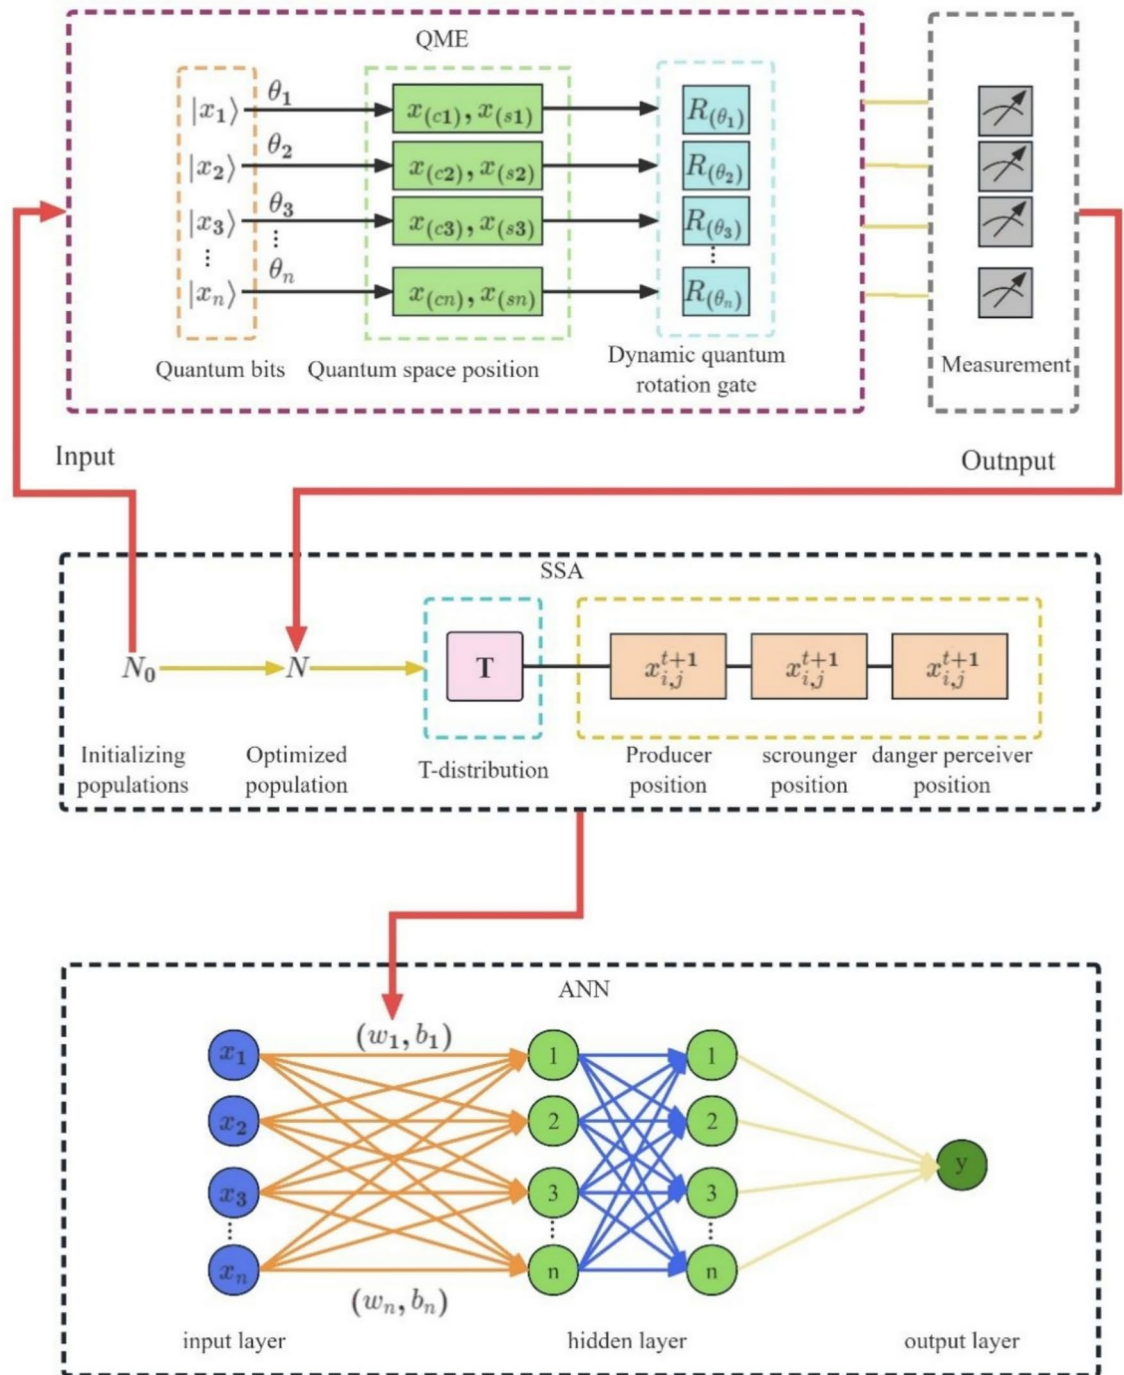 QME
|x₁⟩ θ₁ x(c1), x(s1) R(θ₁)
|x₂⟩ θ₂ x(c2), x(s2) R(θ₂)
|x₃⟩ θ₃ x(c3), x(s3) R(θ₃)
⋮ ⋮ ⋮
|xₙ⟩ θₙ x(cn), x(sn) R(θₙ)
Quantum bits
Quantum space position
Dynamic quantum
rotation gate
Measurement
Input
Outnput
SSA
N₀ N T x_{i,j}^{t+1} x_{i,j}^{t+1} x_{i,j}^{t+1}
Initializing
populations
Optimized
population
T-distribution
Producer
position
scrounger
position
danger perceiver
position
ANN
(w₁, b₁)
x₁ 1 1
x₂ 2 2
y
x₃ 3 3
⋮ ⋮ ⋮
xₙ n n
(wₙ, bₙ)
input layer
hidden layer
output layer